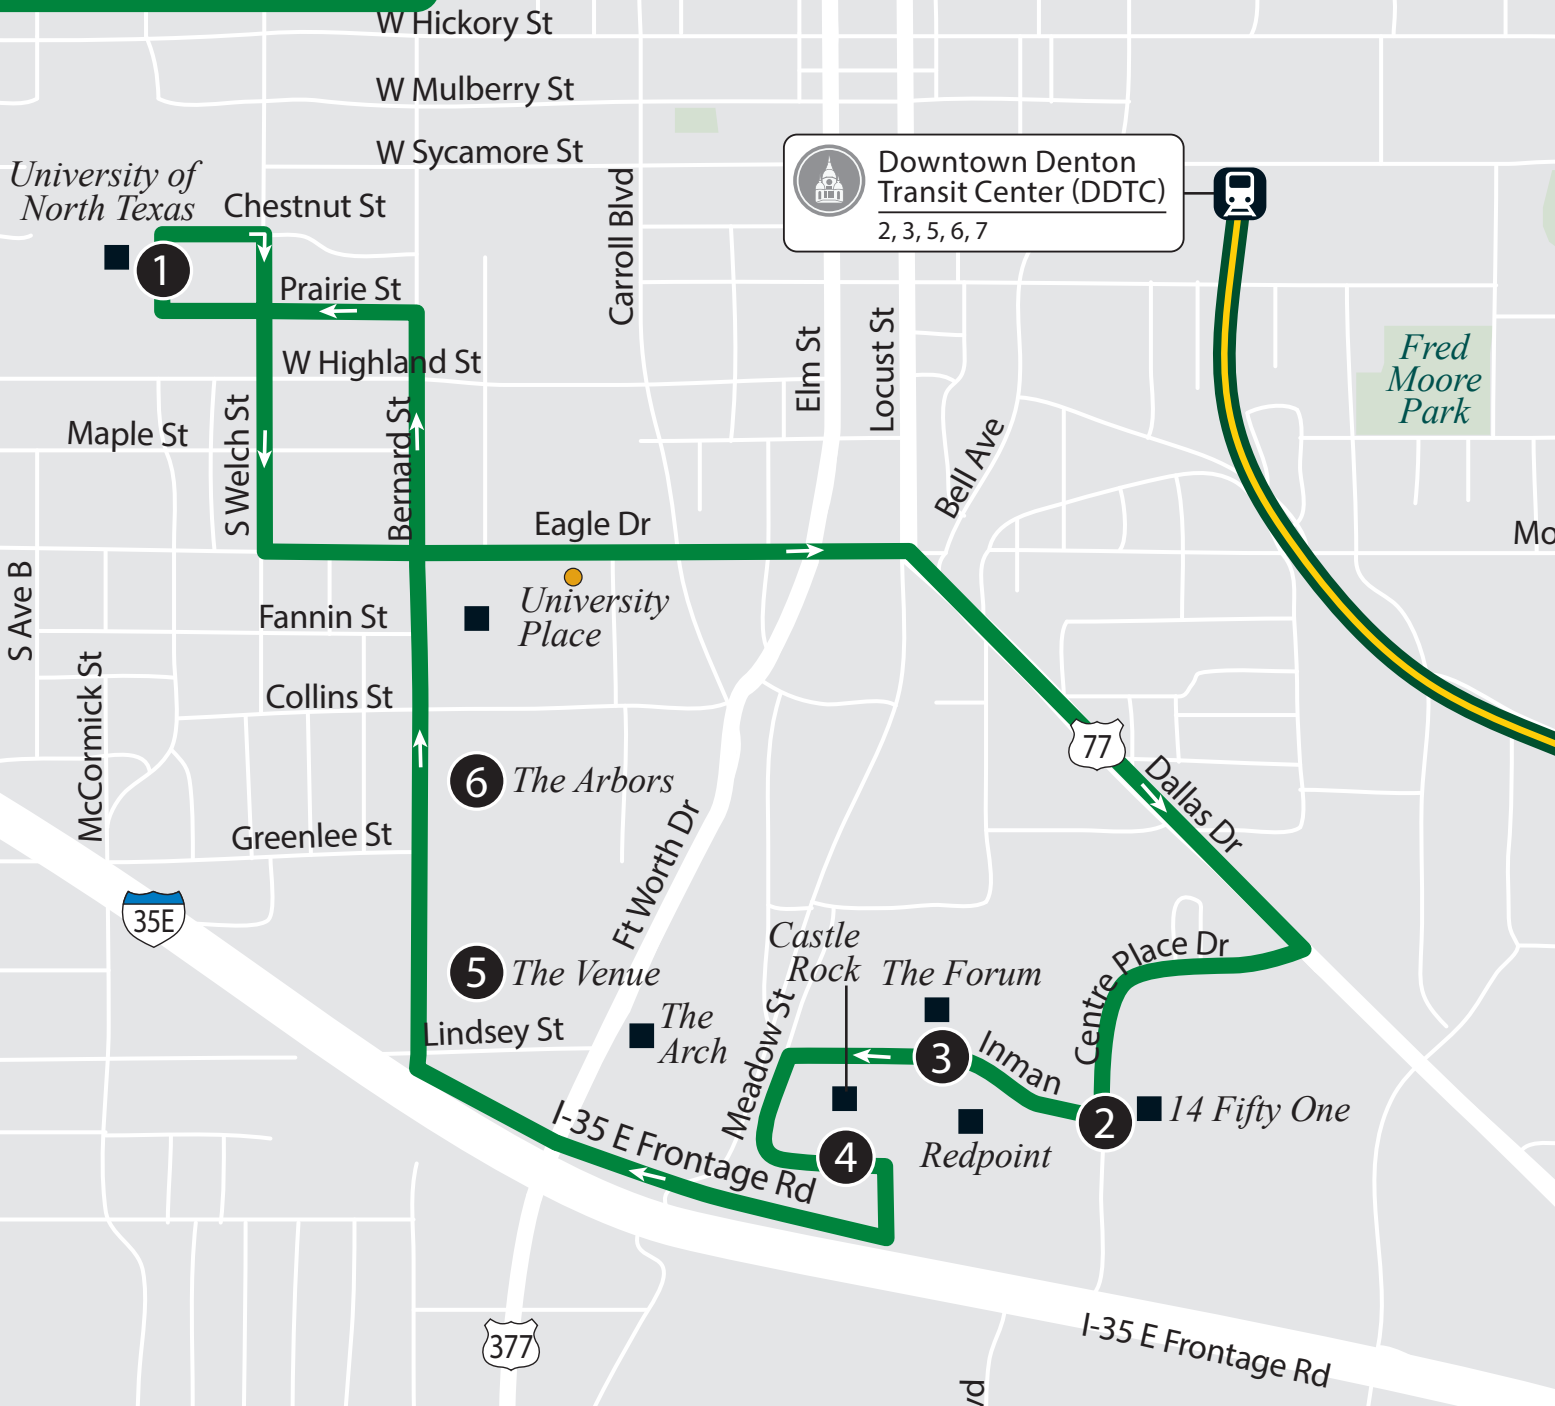 W Hickory St
W Mulberry St
W Sycamore St
University of
North Texas
Chestnut St
Carroll Blvd
Downtown Denton
Transit Center (DDTC)
2, 3, 5, 6, 7
1
Prairie St
W Highland St
Elm St
Locust St
Fred
Moore
Park
Maple St
S Welch St
Bernard St
Bell Ave
Eagle Dr
Mo
S Ave B
Fannin St
University
Place
McCormick St
Collins St
77
Dallas Dr
6
The Arbors
Greenlee St
Ft Worth Dr
35E
Castle
Rock
The Forum
Centre Place Dr
5
The Venue
Lindsey St
The
Arch
Meadow St
3
Inman
2
14 Fifty One
I-35 E Frontage Rd
4
Redpoint
377
I-35 E Frontage Rd
vd